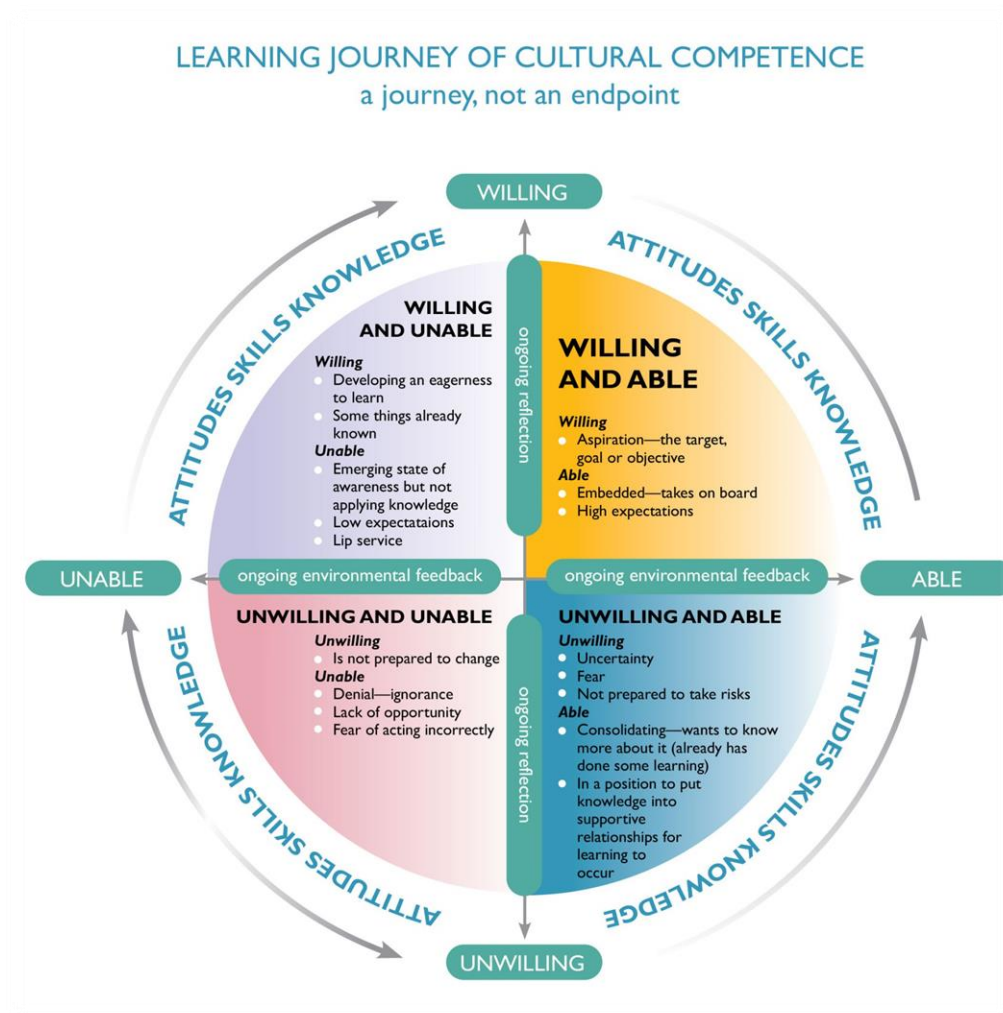 LEARNING JOURNEY OF CULTURAL COMPETENCE
a journey, not an endpoint
WILLING
ATTITUDES SKILLS KNOWLEDGE
ATTITUDES SKILLS KNOWLEDGE
WILLING
AND UNABLE
Willing
Developing an eagerness
to learn
Some things already
known
Unable
Emerging state of
awareness but not
applying knowledge
Low expectataions
Lip service
ongoing reflection
WILLING
AND ABLE
Willing
Aspiration—the target,
goal or objective
Able
Embedded—takes on board
High expectations
UNABLE
ongoing environmental feedback
ongoing environmental feedback
ABLE
UNWILLING AND UNABLE
Unwilling
Is not prepared to change
Unable
Denial—ignorance
Lack of opportunity
Fear of acting incorrectly
ongoing reflection
UNWILLING AND ABLE
Unwilling
Uncertainty
Fear
Not prepared to take risks
Able
Consolidating—wants to know
more about it (already has
done some learning)
In a position to put
knowledge into
supportive
relationships for
learning to
occur
ATTITUDES SKILLS KNOWLEDGE
ATTITUDES SKILLS KNOWLEDGE
UNWILLING